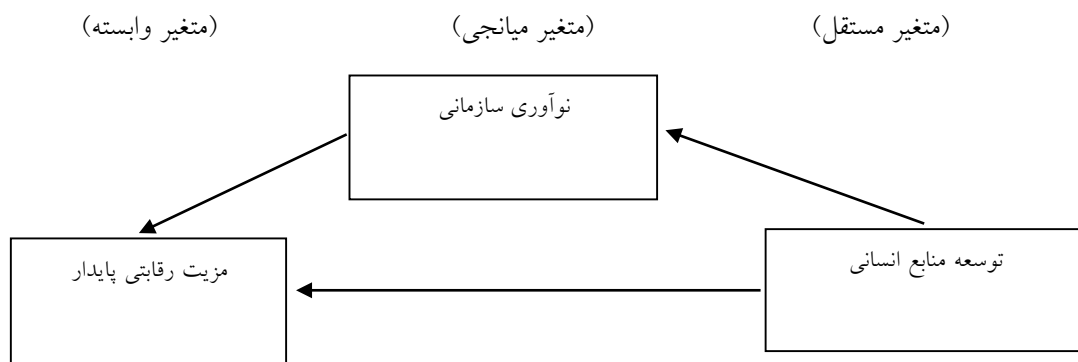 (متغیر مستقل) (متغیر میانجی) (متغیر وابسته)
نوآوری سازمانی
توسعه منابع انسانی
مزیت رقابتی پایدار